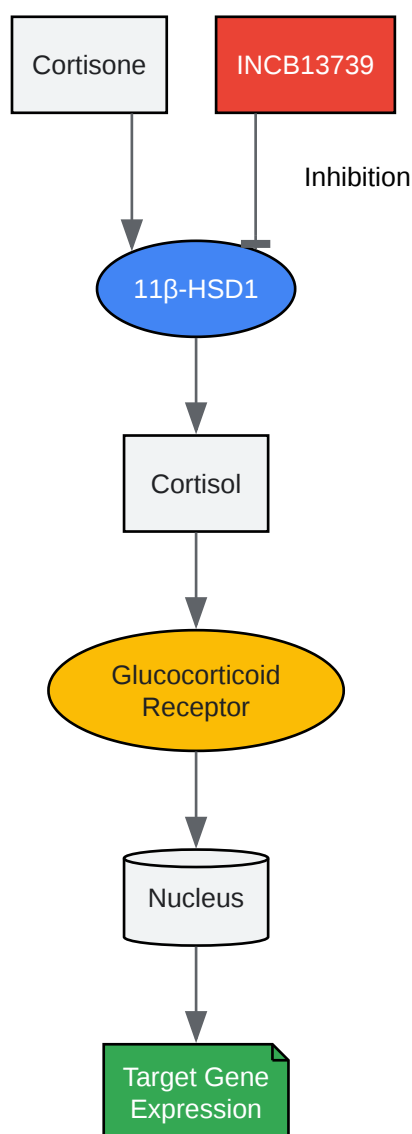 Cortisone
INCB13739
Inhibition
11β-HSD1
Cortisol
Glucocorticoid
Receptor
Nucleus
Target Gene
Expression